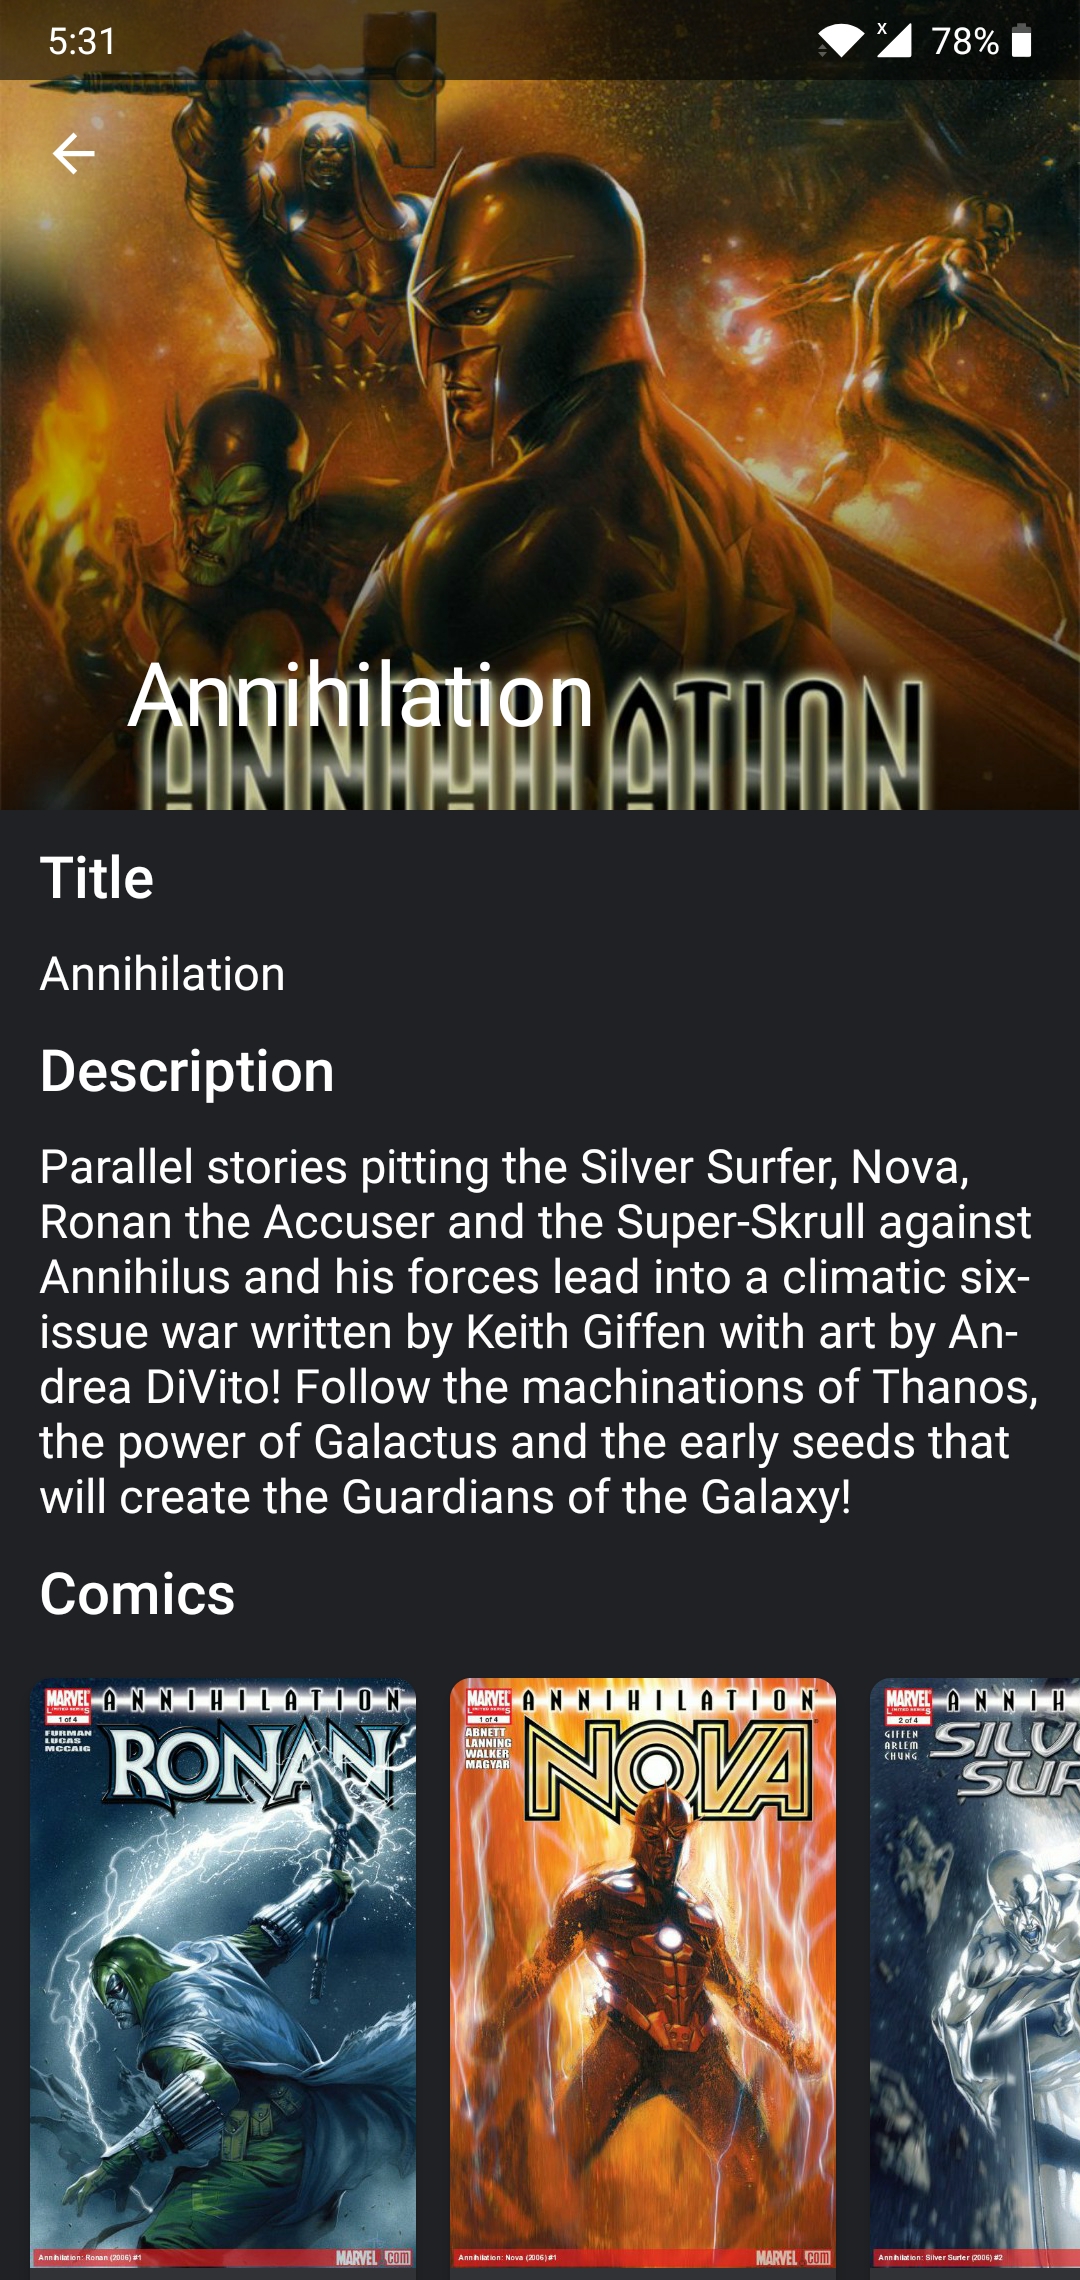 5:31
X
78%
Annihilation
ANNIHILATION
Title
Annihilation
Description
Parallel stories pitting the Silver Surfer, Nova,
Ronan the Accuser and the Super-Skrull against
Annihilus and his forces lead into a climatic six-
issue war written by Keith Giffen with art by An-
drea DiVito! Follow the machinations of Thanos,
the power of Galactus and the early seeds that
will create the Guardians of the Galaxy!
Comics
MARVEL
LIMITED SERIES
1 of 4
FURMAN
LUCAS
MCCAIG
ANNIHILATION
RONAN
Annihilation: Ronan (2006) #1
MARVEL.COM
MARVEL
LIMITED SERIES
1 of 4
ABNETT
LANNING
WALKER
MAGYAR
ANNIHILATION
NOVA
Annihilation: Nova (2006) #1
MARVEL.COM
MARVEL
LIMITED SERIES
2 of 4
GIFFEN
ARLEM
CHUNG
ANNIH
SILV
SUR
Annihilation: Silver Surfer (2006) #2